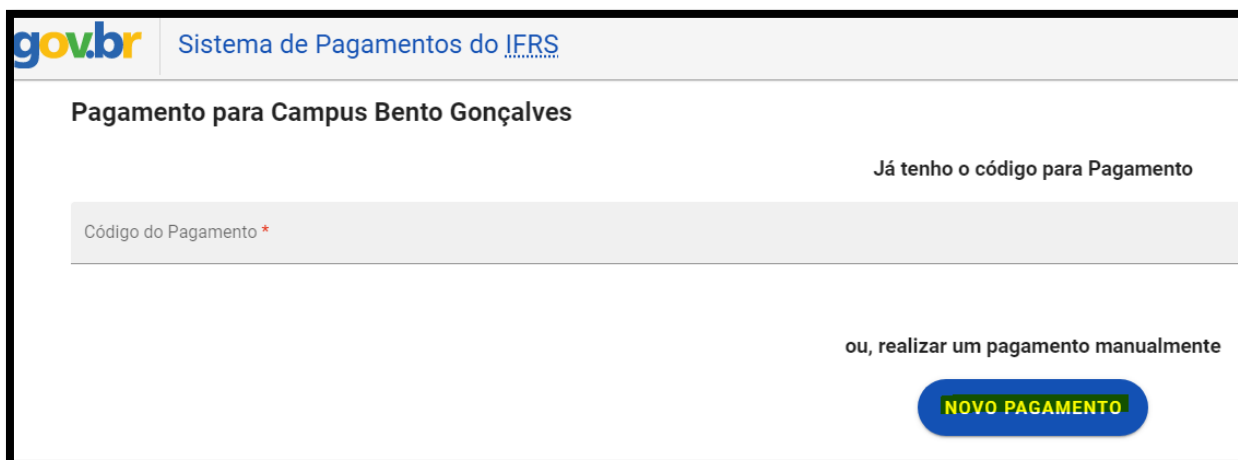 gov.br Sistema de Pagamentos do IFRS
Pagamento para Campus Bento Gonçalves
Já tenho o código para Pagamento
Código do Pagamento *
ou, realizar um pagamento manualmente
NOVO PAGAMENTO